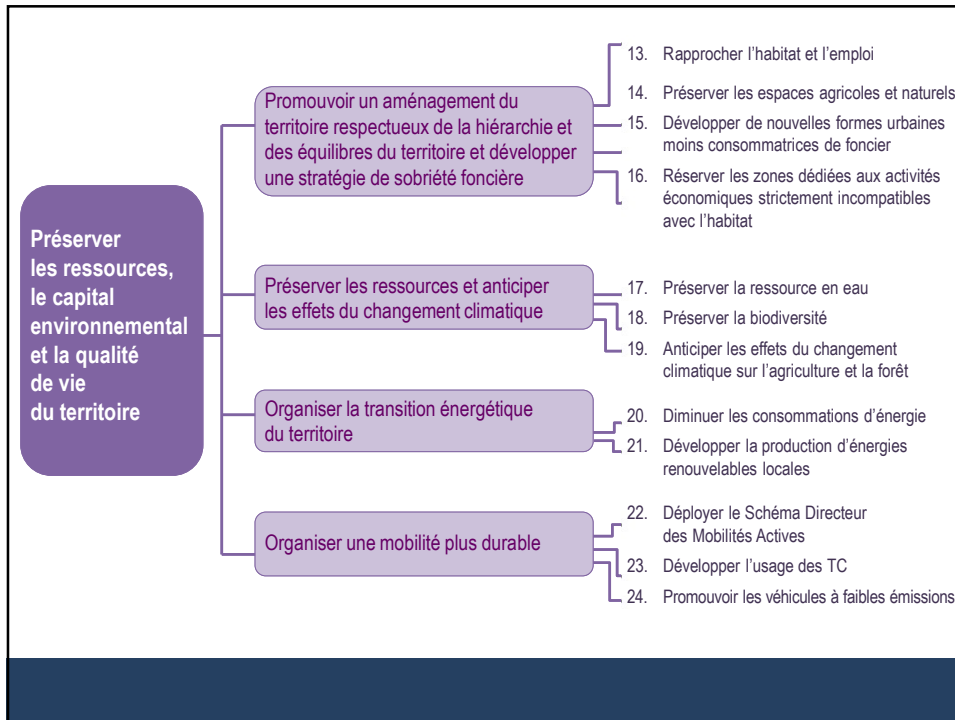 Préserver
les ressources,
le capital
environnemental
et la qualité
de vie
du territoire
Promouvoir un aménagement du
territoire respectueux de la hiérarchie et
des équilibres du territoire et développer
une stratégie de sobriété foncière
13. Rapprocher l'habitat et l'emploi
14. Préserver les espaces agricoles et naturels
15. Développer de nouvelles formes urbaines
moins consommatrices de foncier
16. Réserver les zones dédiées aux activités
économiques strictement incompatibles
avec l'habitat
Préserver les ressources et anticiper
les effets du changement climatique
17. Préserver la ressource en eau
18. Préserver la biodiversité
19. Anticiper les effets du changement
climatique sur l'agriculture et la forêt
Organiser la transition énergétique
du territoire
20. Diminuer les consommations d'énergie
21. Développer la production d'énergies
renouvelables locales
Organiser une mobilité plus durable
22. Déployer le Schéma Directeur
des Mobilités Actives
23. Développer l'usage des TC
24. Promouvoir les véhicules à faibles émissions